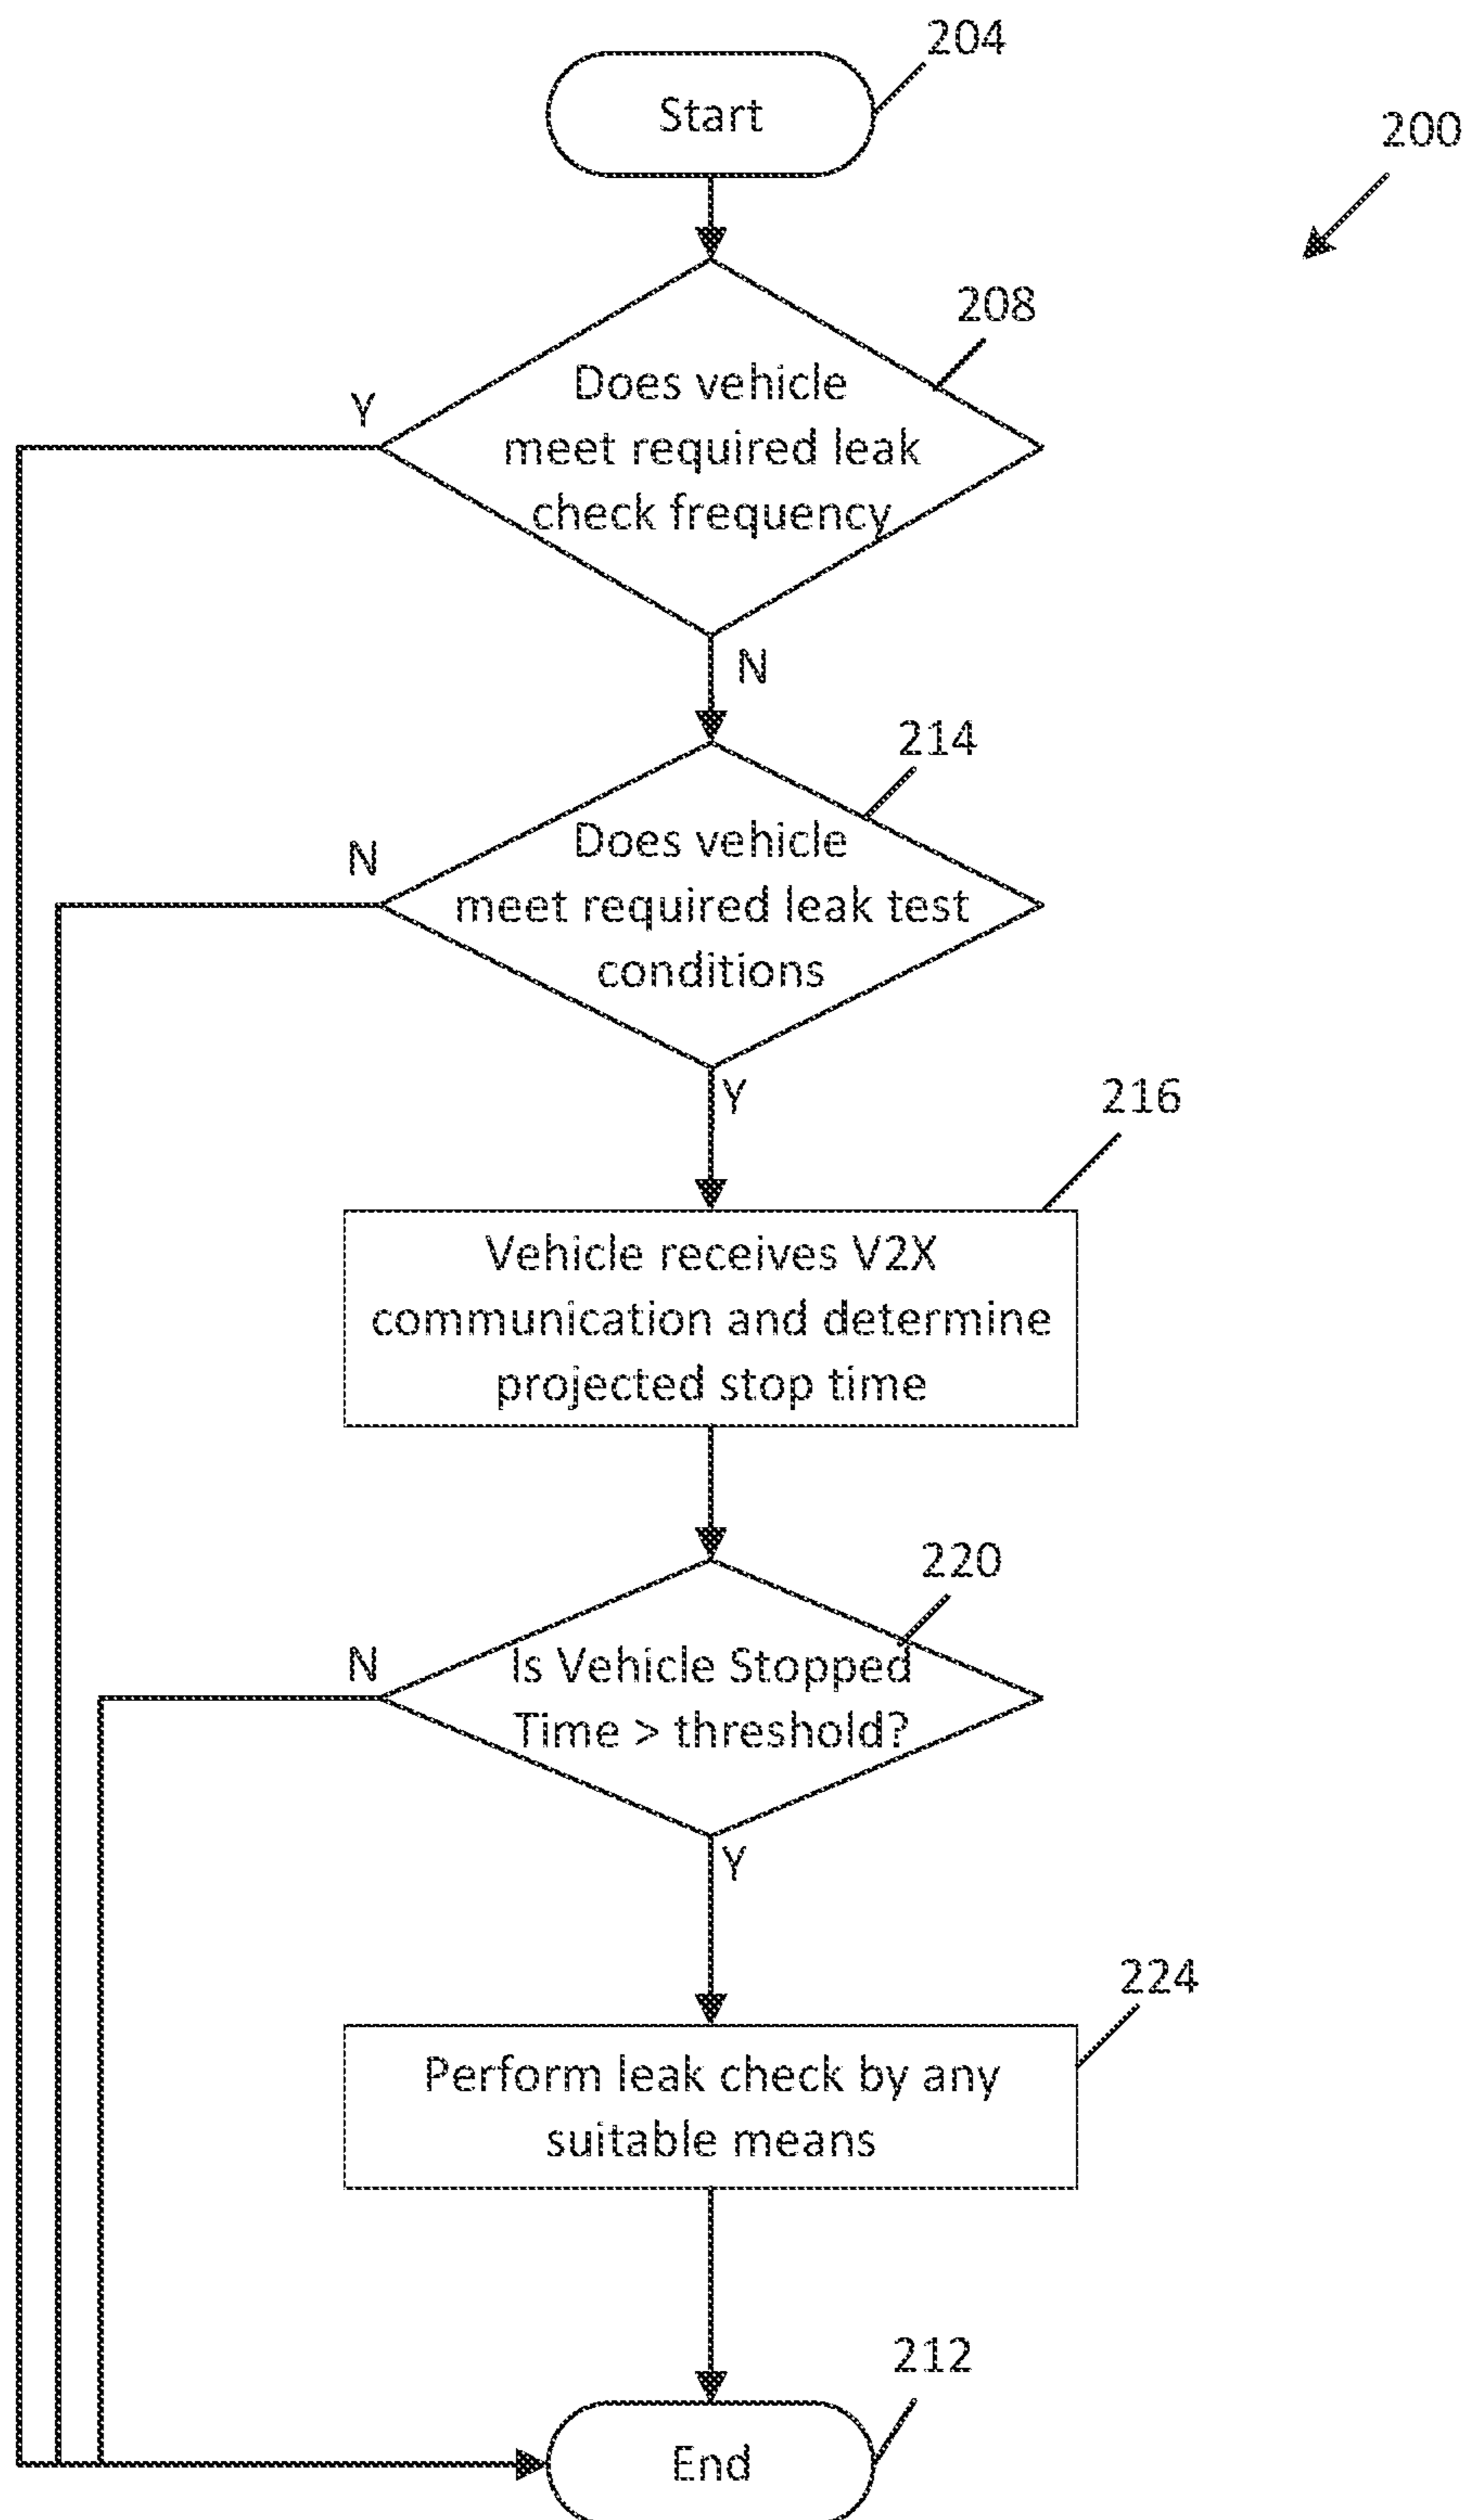 204
Start
200
208
Does vehicle
meet required leak
check frequency
Y
N
214
Does vehicle
meet required leak test
conditions
N
Y
216
Vehicle receives V2X
communication and determine
projected stop time
220
Is Vehicle Stopped
Time > threshold?
N
Y
224
Perform leak check by any
suitable means
212
End